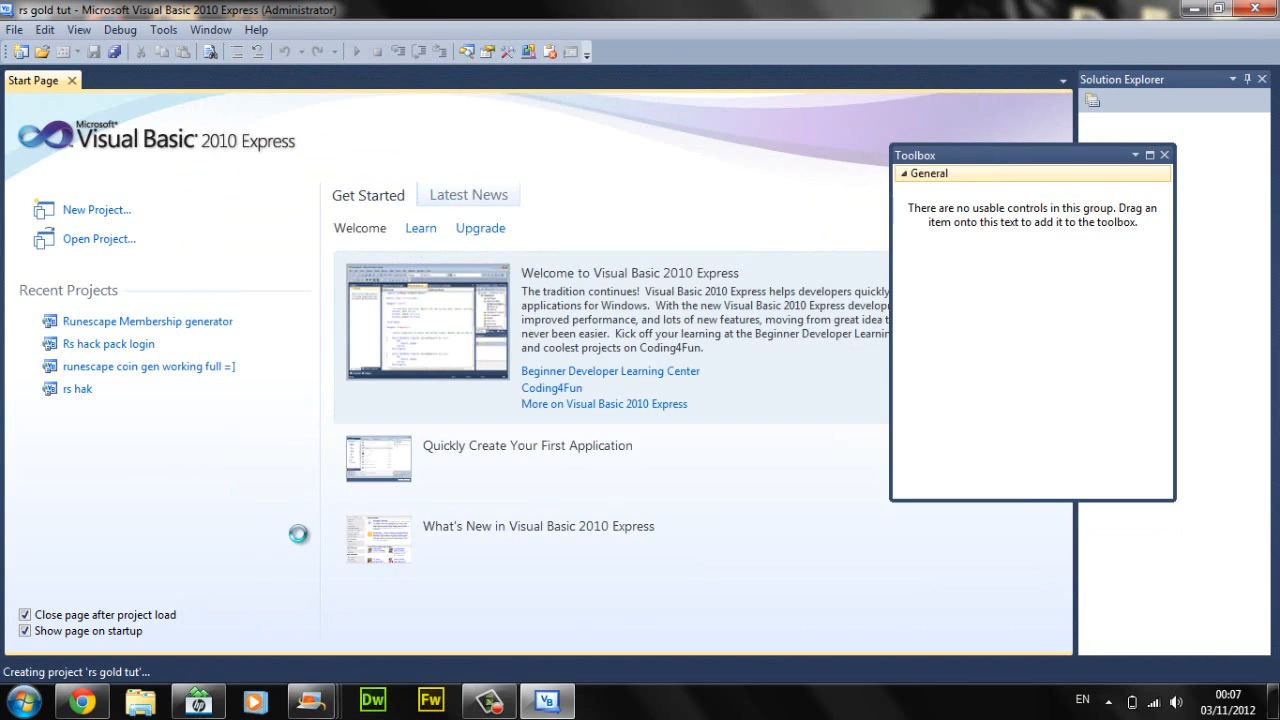 rs gold tut - Microsoft Visual Basic 2010 Express (Administrator)
File Edit View Debug Tools Window Help
Start Page
Solution Explorer
Microsoft®
Visual Basic® 2010 Express
Toolbox
General
There are no usable controls in this group. Drag an
item onto this text to add it to the toolbox.
New Project...
Open Project...
Recent Projects
Runescape Membership generator
Rs hack pack login
runescape coin gen working full =]
rs hak
Get Started
Latest News
Welcome Learn Upgrade
Welcome to Visual Basic 2010 Express
The tradition continues! Visual Basic 2010 Express helps developers quickly
applications for Windows. With the new Visual Basic 2010 Express develop
improved performance, and lots of new features, moving from great idea t
never been easier. Kick off your learning at the Beginner Developer Learnin
and coolest projects on Coding4Fun.
Beginner Developer Learning Center
Coding4Fun
More on Visual Basic 2010 Express
Quickly Create Your First Application
What's New in Visual Basic 2010 Express
Close page after project load
Show page on startup
Creating project 'rs gold tut'...
hp
Dw
Fw
VB
EN
00:07
03/11/2012